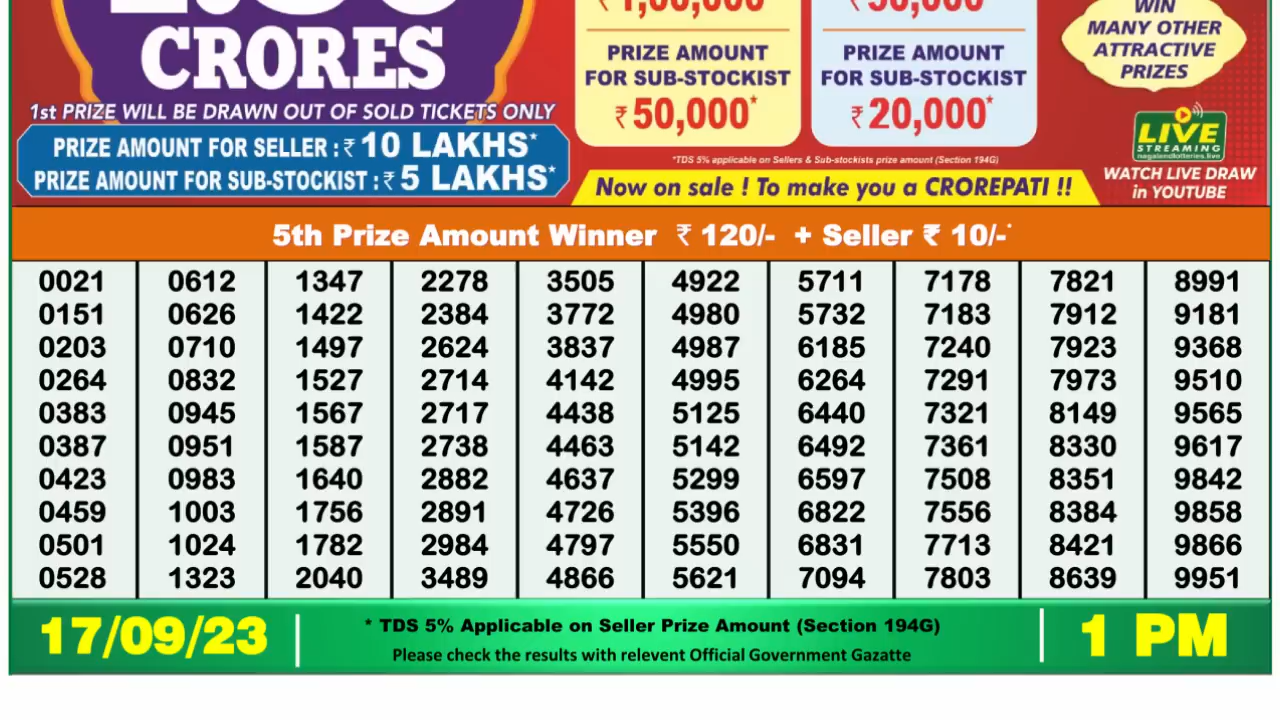 CRORES
1st PRIZE WILL BE DRAWN OUT OF SOLD TICKETS ONLY
PRIZE AMOUNT FOR SELLER : ₹ 10 LAKHS*
PRIZE AMOUNT FOR SUB-STOCKIST : ₹ 5 LAKHS*
PRIZE AMOUNT
FOR SUB-STOCKIST
₹ 50,000*
PRIZE AMOUNT
FOR SUB-STOCKIST
₹ 20,000*
*TDS 5% applicable on Sellers & Sub-stockists prize amount (Section 194G)
Now on sale ! To make you a CROREPATI !!
WIN
MANY OTHER
ATTRACTIVE
PRIZES
LIVE
STREAMING
nagalandlotteries.live
WATCH LIVE DRAW
in YOUTUBE
5th Prize Amount Winner ₹ 120/- + Seller ₹ 10/-*
0021 0612 1347 2278 3505 4922 5711 7178 7821 8991
0151 0626 1422 2384 3772 4980 5732 7183 7912 9181
0203 0710 1497 2624 3837 4987 6185 7240 7923 9368
0264 0832 1527 2714 4142 4995 6264 7291 7973 9510
0383 0945 1567 2717 4438 5125 6440 7321 8149 9565
0387 0951 1587 2738 4463 5142 6492 7361 8330 9617
0423 0983 1640 2882 4637 5299 6597 7508 8351 9842
0459 1003 1756 2891 4726 5396 6822 7556 8384 9858
0501 1024 1782 2984 4797 5550 6831 7713 8421 9866
0528 1323 2040 3489 4866 5621 7094 7803 8639 9951
17/09/23
* TDS 5% Applicable on Seller Prize Amount (Section 194G)
Please check the results with relevent Official Government Gazatte
1 PM